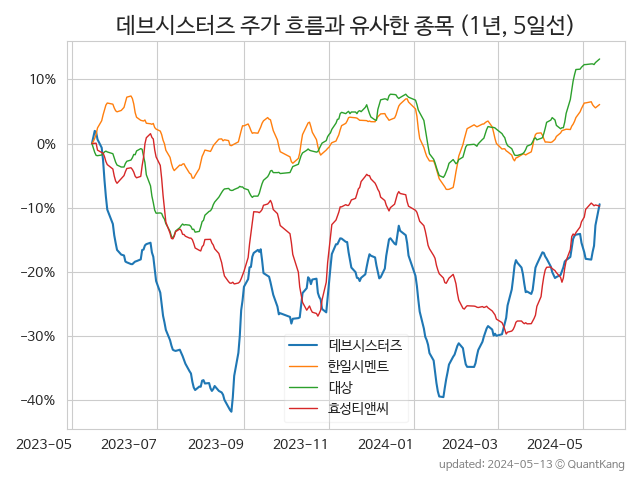 데브시스터즈 주가 흐름과 유사한 종목 (1년, 5일선)
10%
0%
−10%
−20%
−30%
−40%
데브시스터즈
한일시멘트
대상
효성티앤씨
2023-05 2023-07 2023-09 2023-11 2024-01 2024-03 2024-05
updated: 2024-05-13 © QuantKang